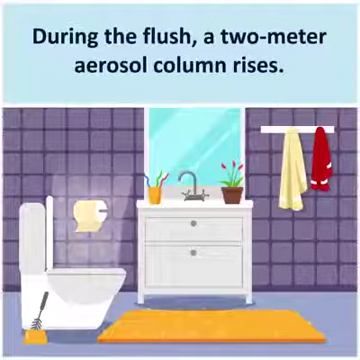 During the flush, a two-meter
aerosol column rises.